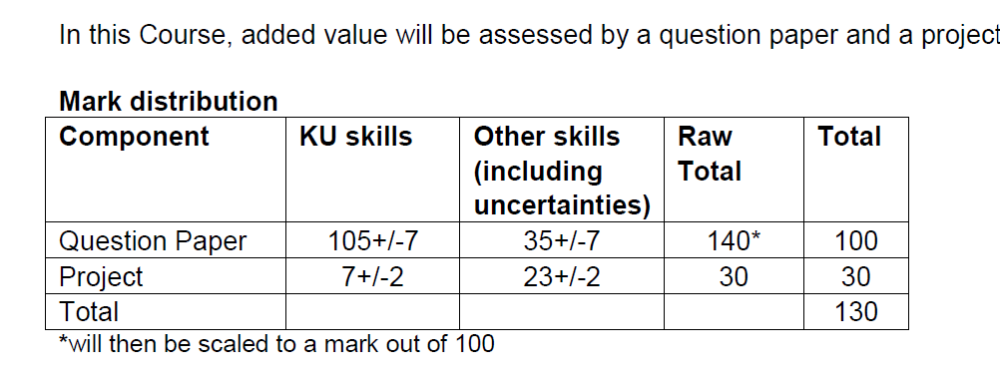 In this Course, added value will be assessed by a question paper and a project
Mark distribution
Component KU skills Other skills (including uncertainties) Raw Total Total
Question Paper 105+/-7 35+/-7 140* 100
Project 7+/-2 23+/-2 30 30
Total 130
*will then be scaled to a mark out of 100